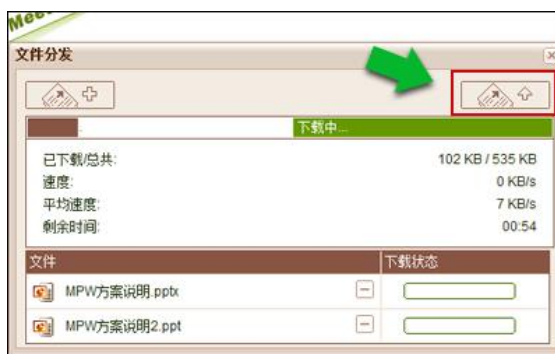 Mee
文件分发
下载中...
已下载/总共: 102 KB / 535 KB
速度: 0 KB/s
平均速度: 7 KB/s
剩余时间: 00:54
文件 下载状态
MPW方案说明.pptx
MPW方案说明2.ppt